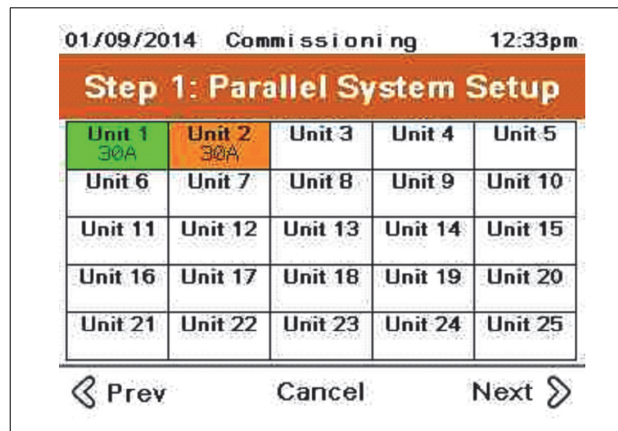 01/09/2014 Commissioning 12:33pm
Step 1: Parallel System Setup
Unit 1 Unit 2 Unit 3 Unit 4 Unit 5
30A 30A
Unit 6 Unit 7 Unit 8 Unit 9 Unit 10
Unit 11 Unit 12 Unit 13 Unit 14 Unit 15
Unit 16 Unit 17 Unit 18 Unit 19 Unit 20
Unit 21 Unit 22 Unit 23 Unit 24 Unit 25
Prev Cancel Next